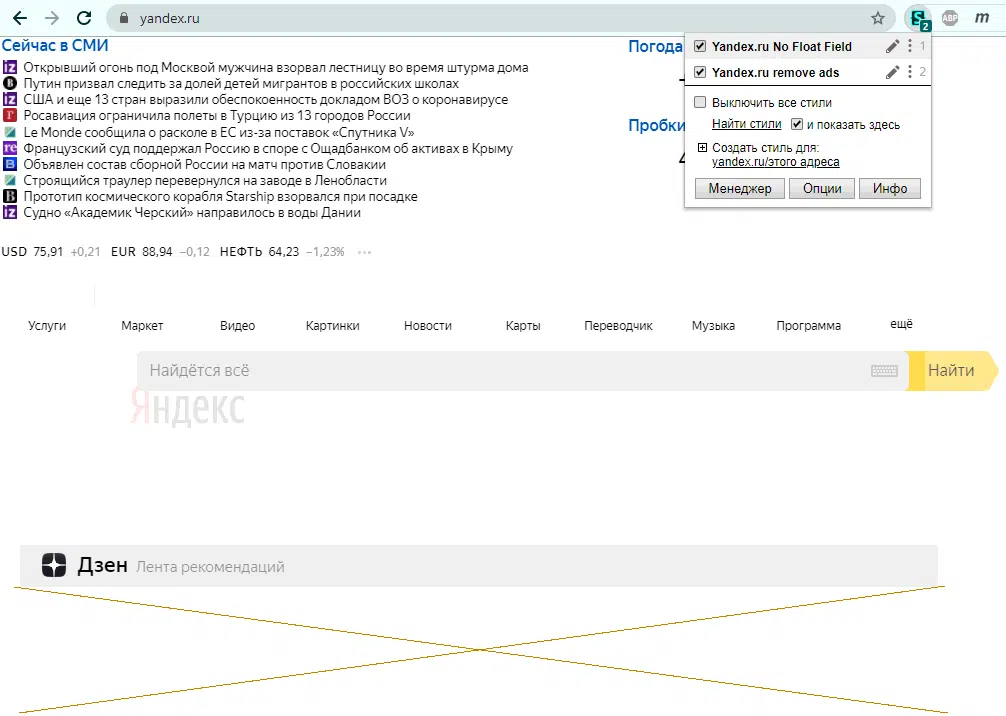 yandex.ru
S
2
ABP
m
Сейчас в СМИ
Открывший огонь под Москвой мужчина взорвал лестницу во время штурма дома
Путин призвал следить за долей детей мигрантов в российских школах
США и еще 13 стран выразили обеспокоенность докладом ВОЗ о коронавирусе
Росавиация ограничила полеты в Турцию из 13 городов России
Le Monde сообщила о расколе в ЕС из-за поставок «Спутника V»
Французский суд поддержал Россию в споре с Ощадбанком об активах в Крыму
Объявлен состав сборной России на матч против Словакии
Строящийся траулер перевернулся на заводе в Ленобласти
Прототип космического корабля Starship взорвался при посадке
Судно «Академик Черский» направилось в воды Дании
Погода
Пробки
Yandex.ru No Float Field 1
Yandex.ru remove ads 2
Выключить все стили
Найти стили и показать здесь
Создать стиль для:
yandex.ru/этого адреса
Менеджер Опции Инфо
USD 75,91 +0,21 EUR 88,94 −0,12 НЕФТЬ 64,23 −1,23% ···
Услуги Маркет Видео Картинки Новости Карты Переводчик Музыка Программа ещё
Найдётся всё Найти
Яндекс
Дзен Лента рекомендаций